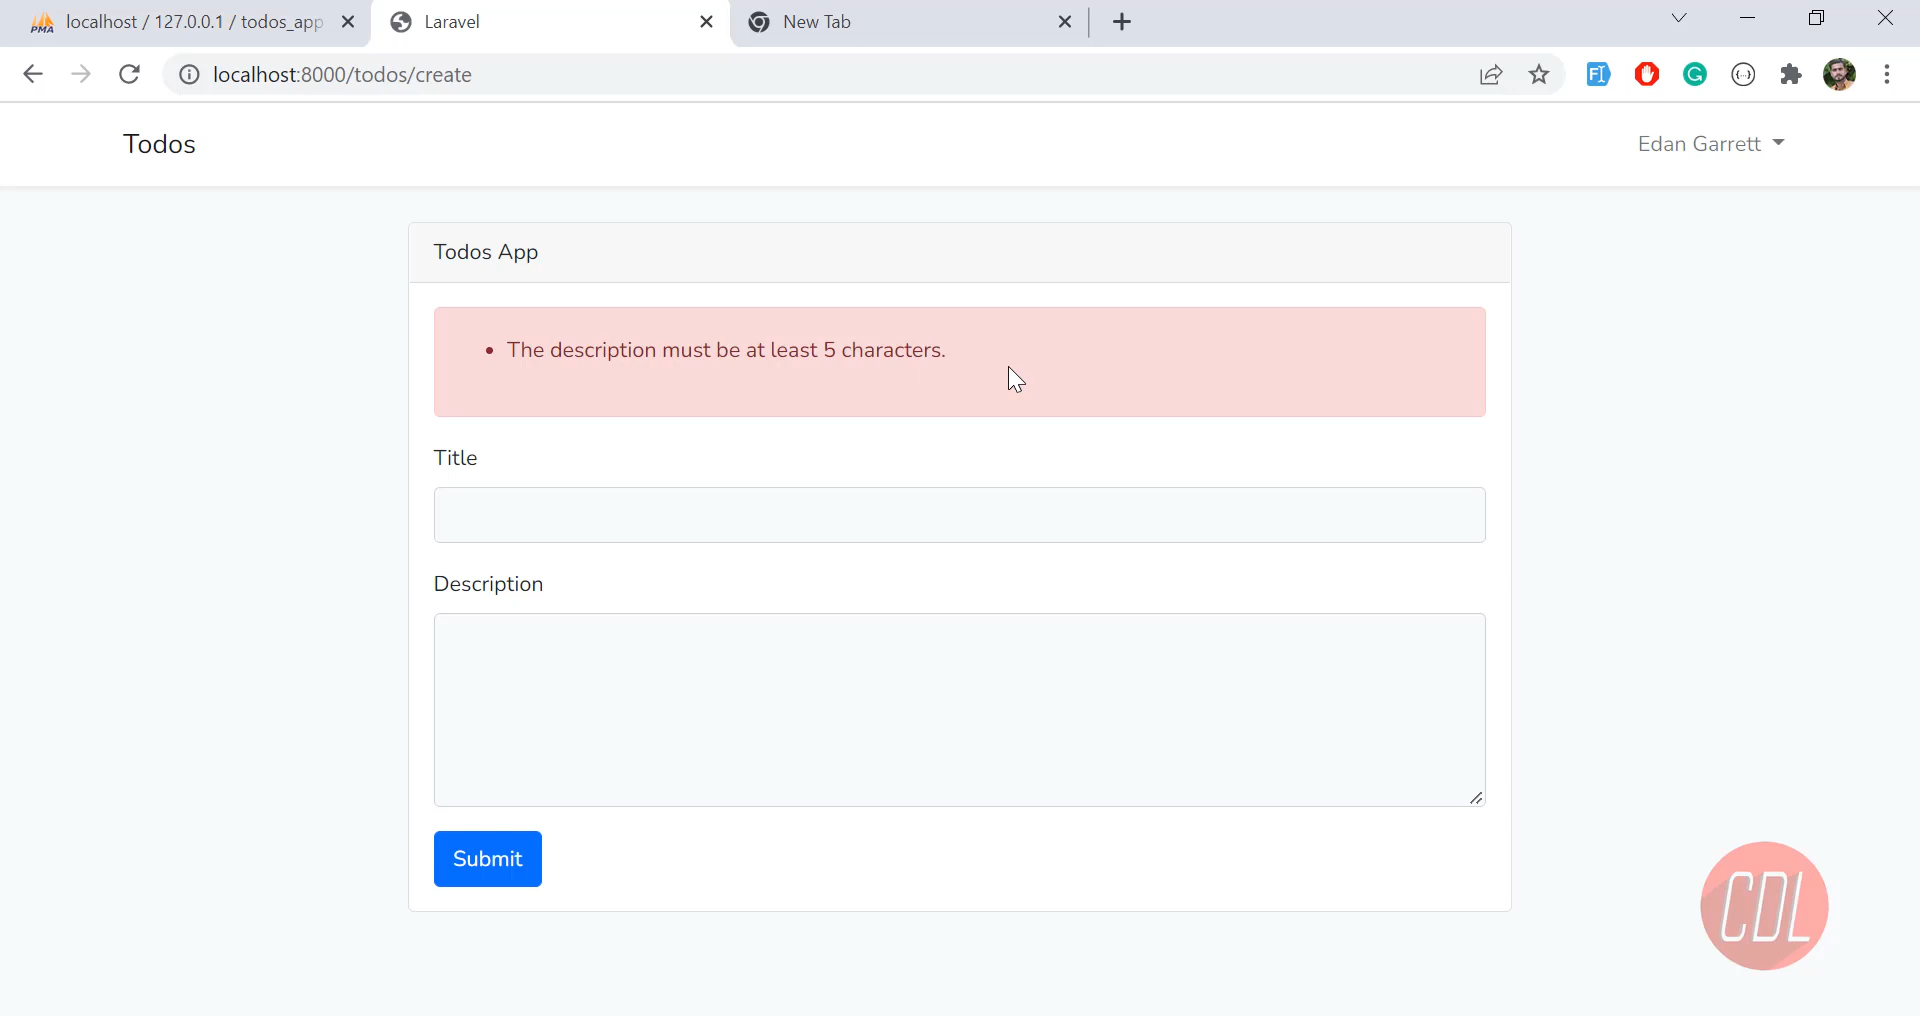 localhost / 127.0.0.1 / todos_app
Laravel
New Tab
localhost:8000/todos/create
Todos
Edan Garrett
Todos App
The description must be at least 5 characters.
Title
Description
Submit
CDL
PMA